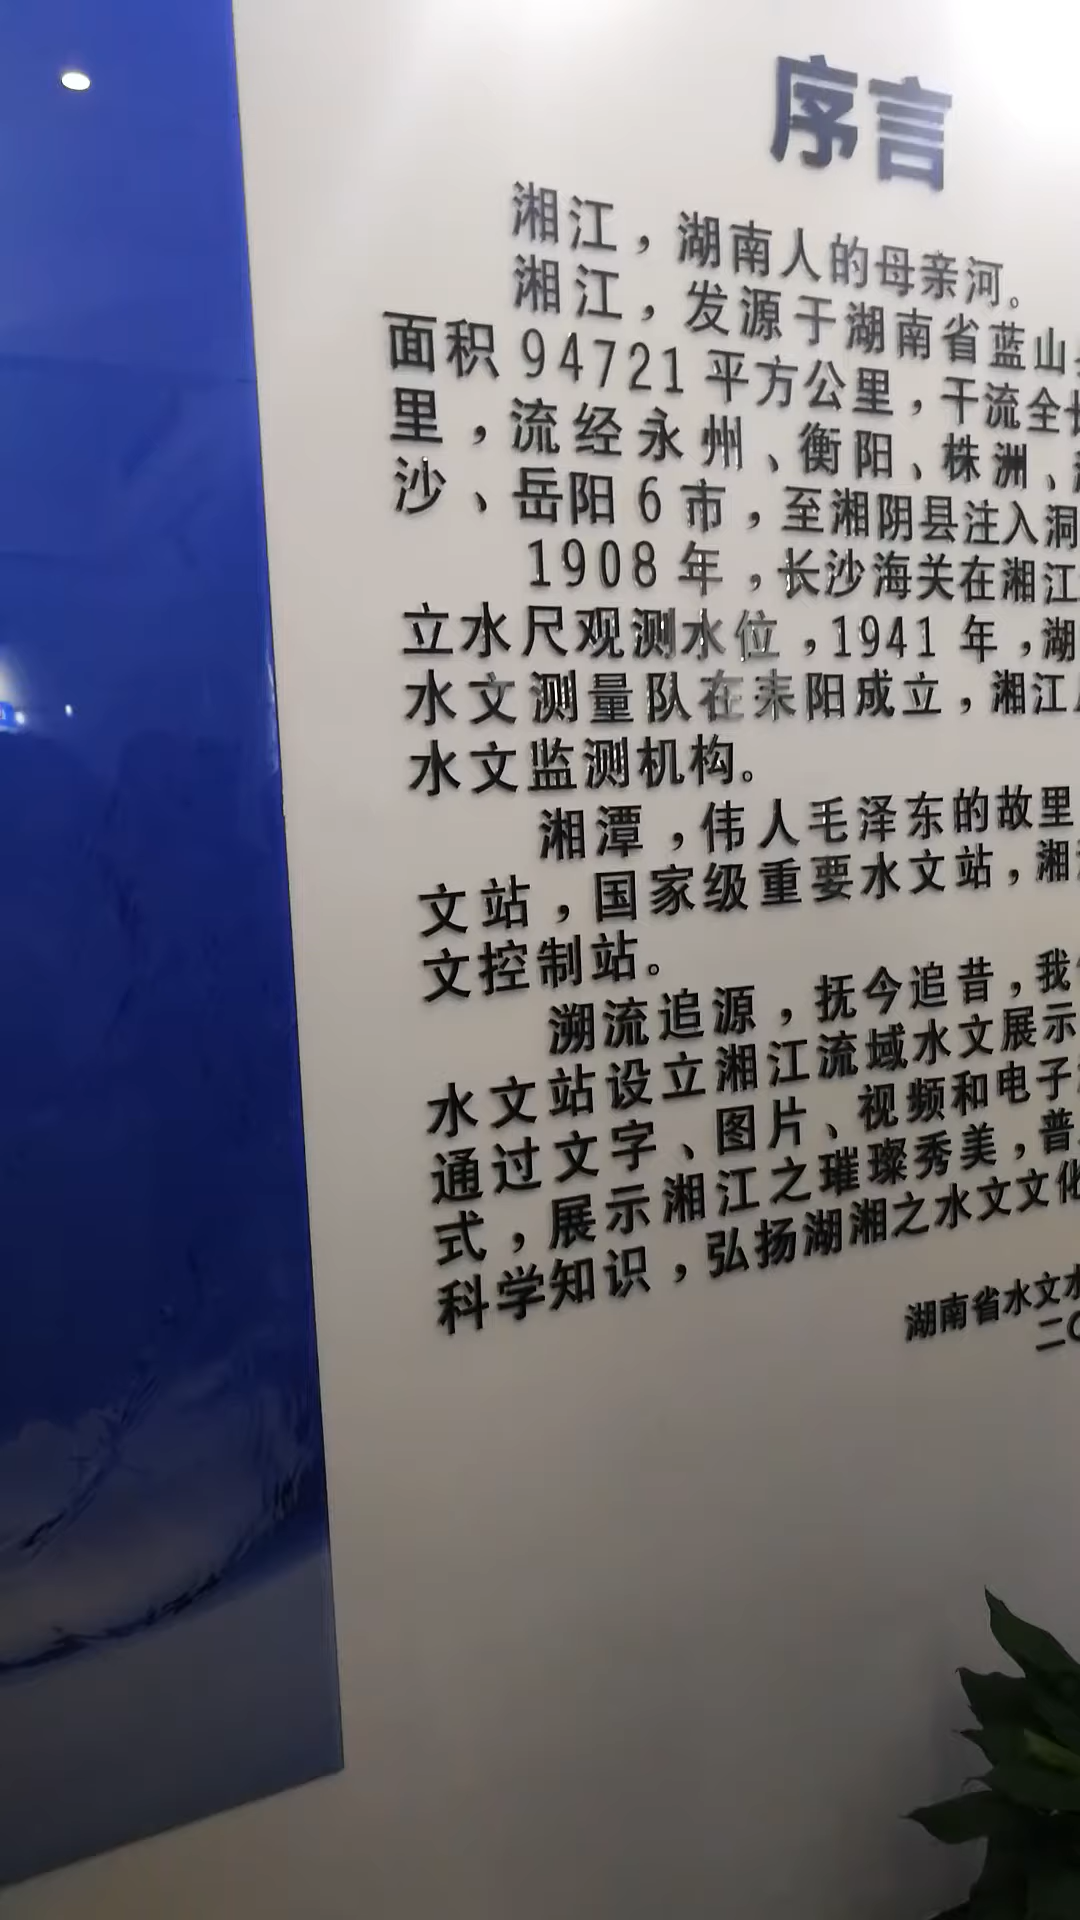 序言
湘江，湖南人的母亲河。
湘江，发源于湖南省蓝山
面积94721平方公里，干流全长
里，流经永州、衡阳、株洲、
沙、岳阳6市，至湘阴县注入洞
1908年，长沙海关在湘江
立水尺观测水位，1941年，湖
水文测量队在耒阳成立，湘江
水文监测机构。
湘潭，伟人毛泽东的故里
文站，国家级重要水文站，湘
文控制站。
溯流追源，抚今追昔，我
水文站设立湘江流域水文展示
通过文字、图片、视频和电子
式，展示湘江之璀璨秀美，普
科学知识，弘扬湖湘之水文文化
湖南省水文水
二〇